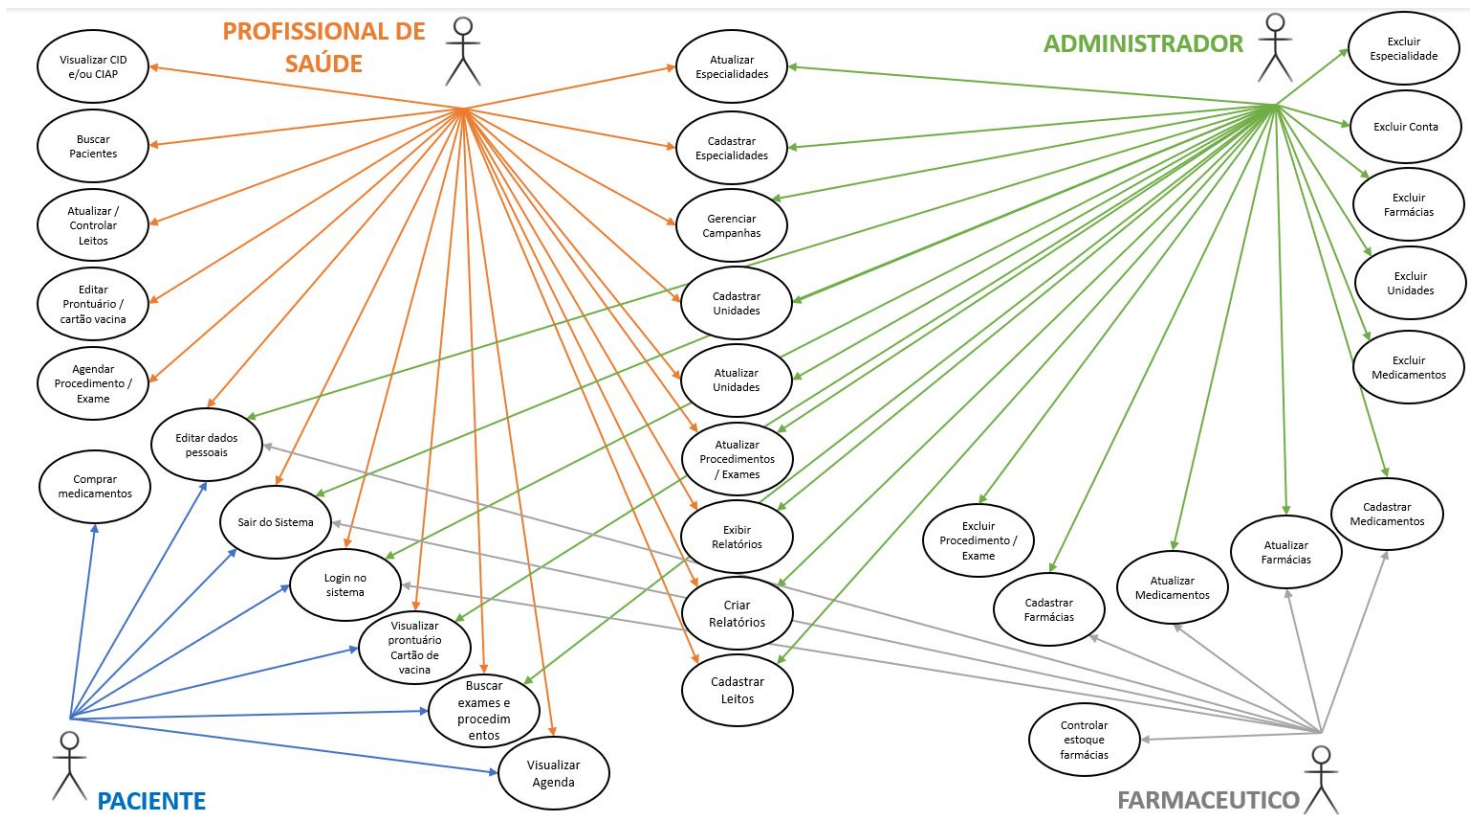 PROFISSIONAL DE
SAÚDE
ADMINISTRADOR
Visualizar CID
e/ou CIAP
Atualizar
Especialidades
Excluir
Especialidade
Buscar
Pacientes
Cadastrar
Especialidades
Excluir Conta
Atualizar /
Controlar
Leitos
Gerenciar
Campanhas
Excluir
Farmácias
Editar
Prontuário /
cartão vacina
Cadastrar
Unidades
Excluir
Unidades
Agendar
Procedimento /
Exame
Atualizar
Unidades
Excluir
Medicamentos
Editar dados
pessoais
Atualizar
Procedimentos
/ Exames
Comprar
medicamentos
Sair do Sistema
Exibir
Relatórios
Excluir
Procedimento /
Exame
Atualizar
Farmácias
Cadastrar
Medicamentos
Login no
sistema
Criar
Relatórios
Cadastrar
Farmácias
Atualizar
Medicamentos
Visualizar
prontuário
Cartão de
vacina
Cadastrar
Leitos
Buscar
exames e
procedim
entos
Controlar
estoque
farmácias
Visualizar
Agenda
PACIENTE
FARMACEUTICO